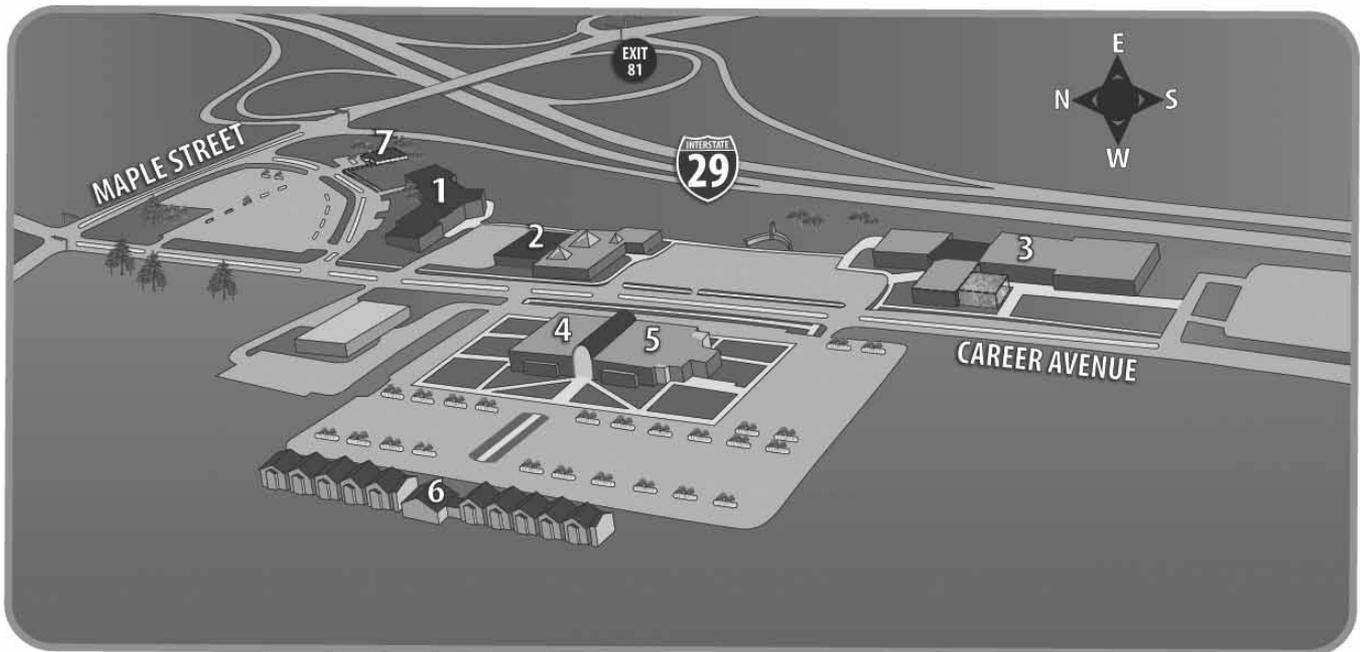 EXIT
81
E
N
S
W
MAPLE STREET
7
INTERSTATE
29
1
2
3
4
5
CAREER AVENUE
6